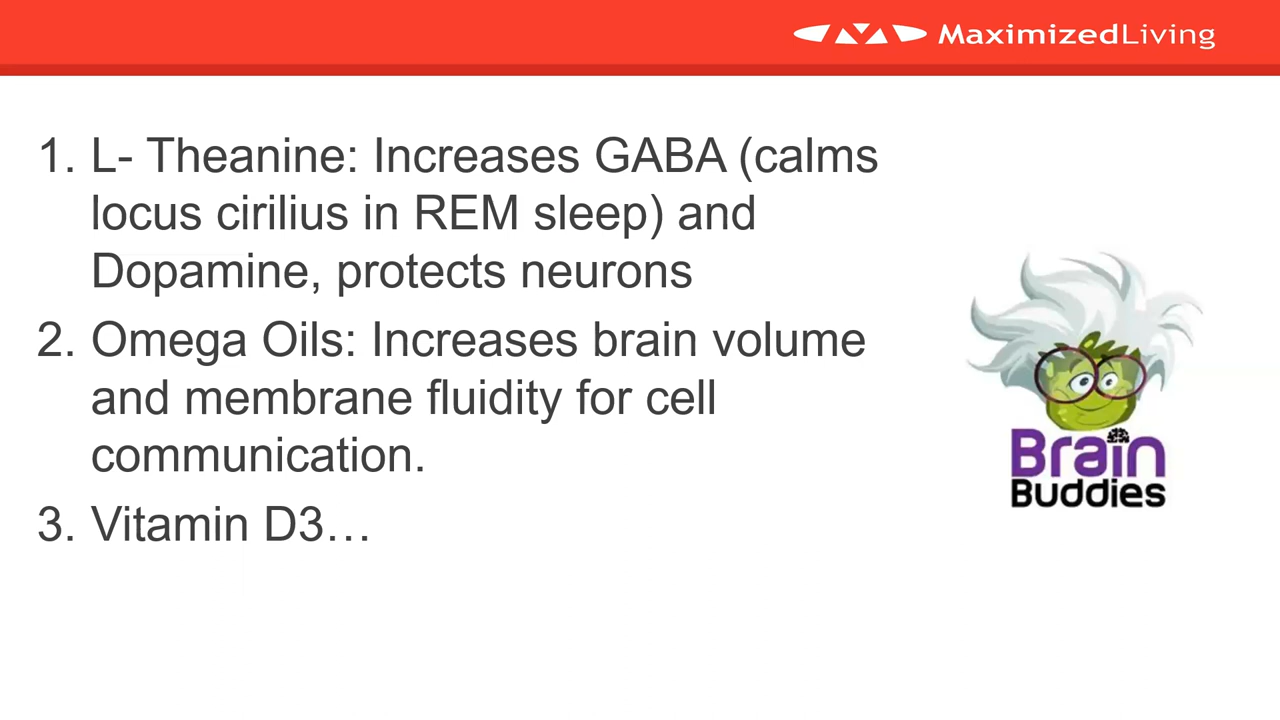 MaximizedLiving
1. L- Theanine: Increases GABA (calms
locus cirilius in REM sleep) and
Dopamine, protects neurons
2. Omega Oils: Increases brain volume
and membrane fluidity for cell
communication.
3. Vitamin D3…
Brain
Buddies